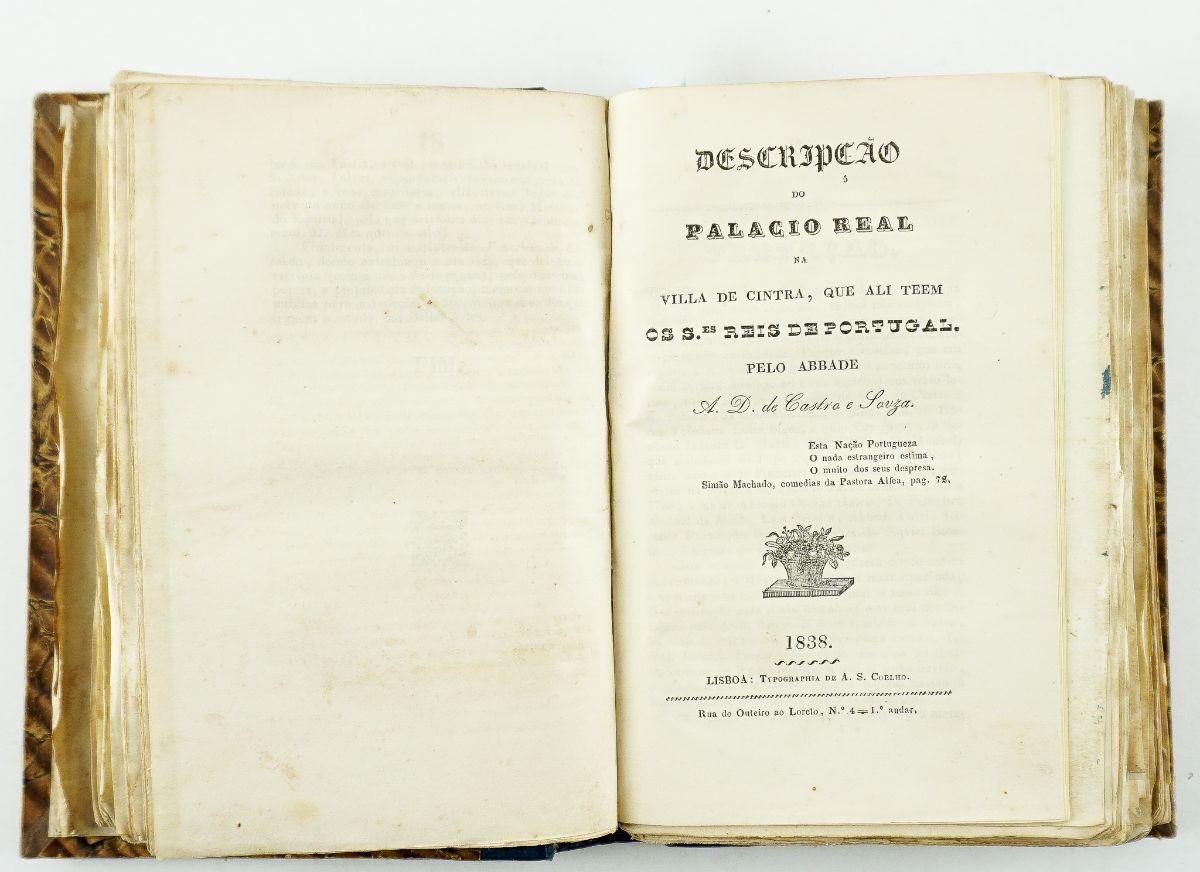 DESCRIPÇÃO
DO
PALACIO REAL
NA
VILLA DE CINTRA, QUE ALI TEEM
OS S.ES REIS DE PORTUGAL.
PELO ABBADE
A. D. de Castro e Souza.
Esta Nação Portugueza
O nada estrangeiro estima,
O muito dos seus despresa.
Simão Machado, comedias da Pastora Alfea, pag. 72.
1838.
LISBOA: TYPOGRAPHIA DE A. S. COELHO.
Rua do Outeiro ao Loreto, N.º 4 = 1.º andar.